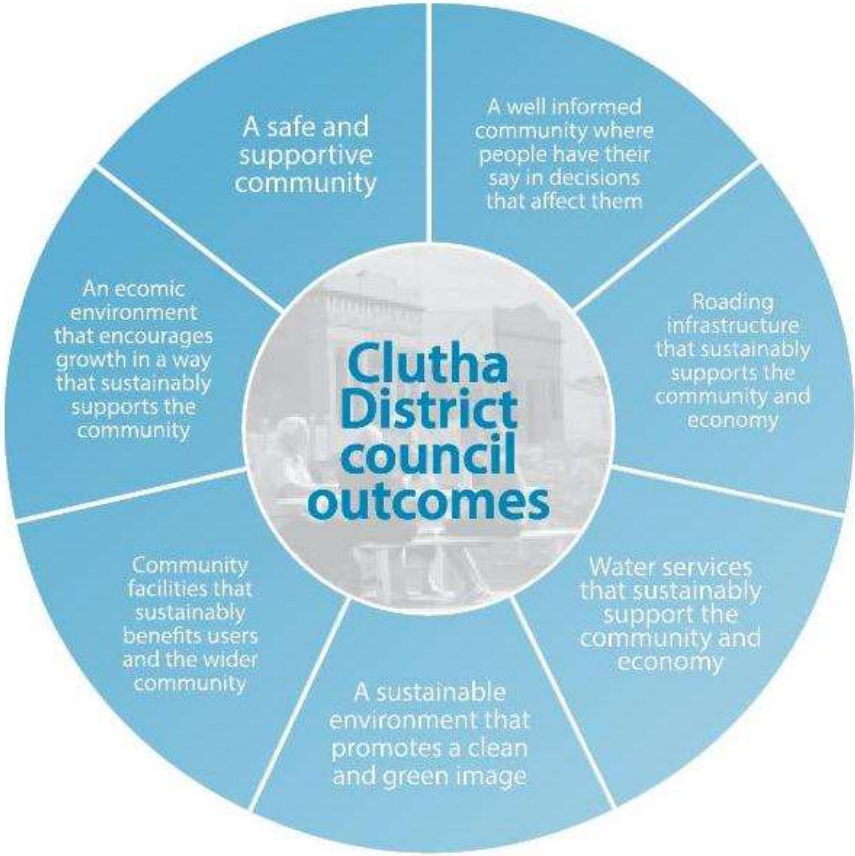 A safe and
supportive
community
A well informed
community where
people have their
say in decisions
that affect them
Roading
infrastructure
that sustainably
supports the
community and
economy
Water services
that sustainably
support the
community and
economy
A sustainable
environment that
promotes a clean
and green image
Community
facilities that
sustainably
benefits users
and the wider
community
An ecomic
environment
that encourages
growth in a way
that sustainably
supports the
community
Clutha
District
council
outcomes